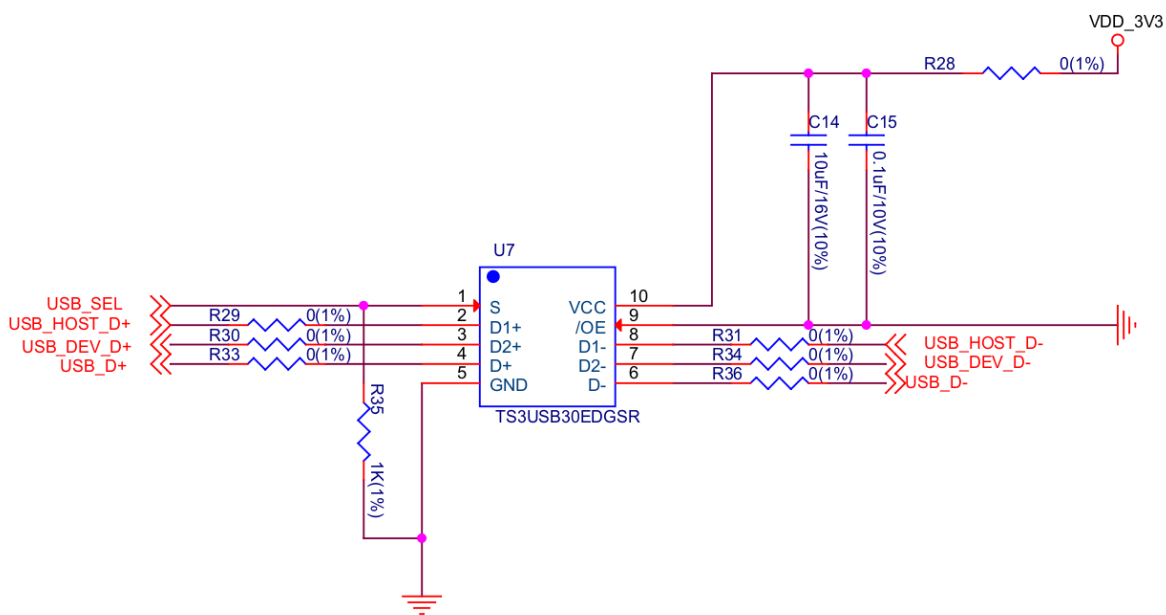 VDD_3V3
R28 0(1%)
C14 C15
10uF/16V(10%)
0.1uF/10V(10%)
U7
USB_SEL 1 S VCC 10
USB_HOST_D+ R29 0(1%) 2 D1+ /OE 9
USB_DEV_D+ R30 0(1%) 3 D2+ D1- 8 R31 0(1%) USB_HOST_D-
USB_D+ R33 0(1%) 4 D+ D2- 7 R34 0(1%) USB_DEV_D-
5 GND D- 6 R36 0(1%) USB_D-
TS3USB30EDGSR
R35
1K(1%)